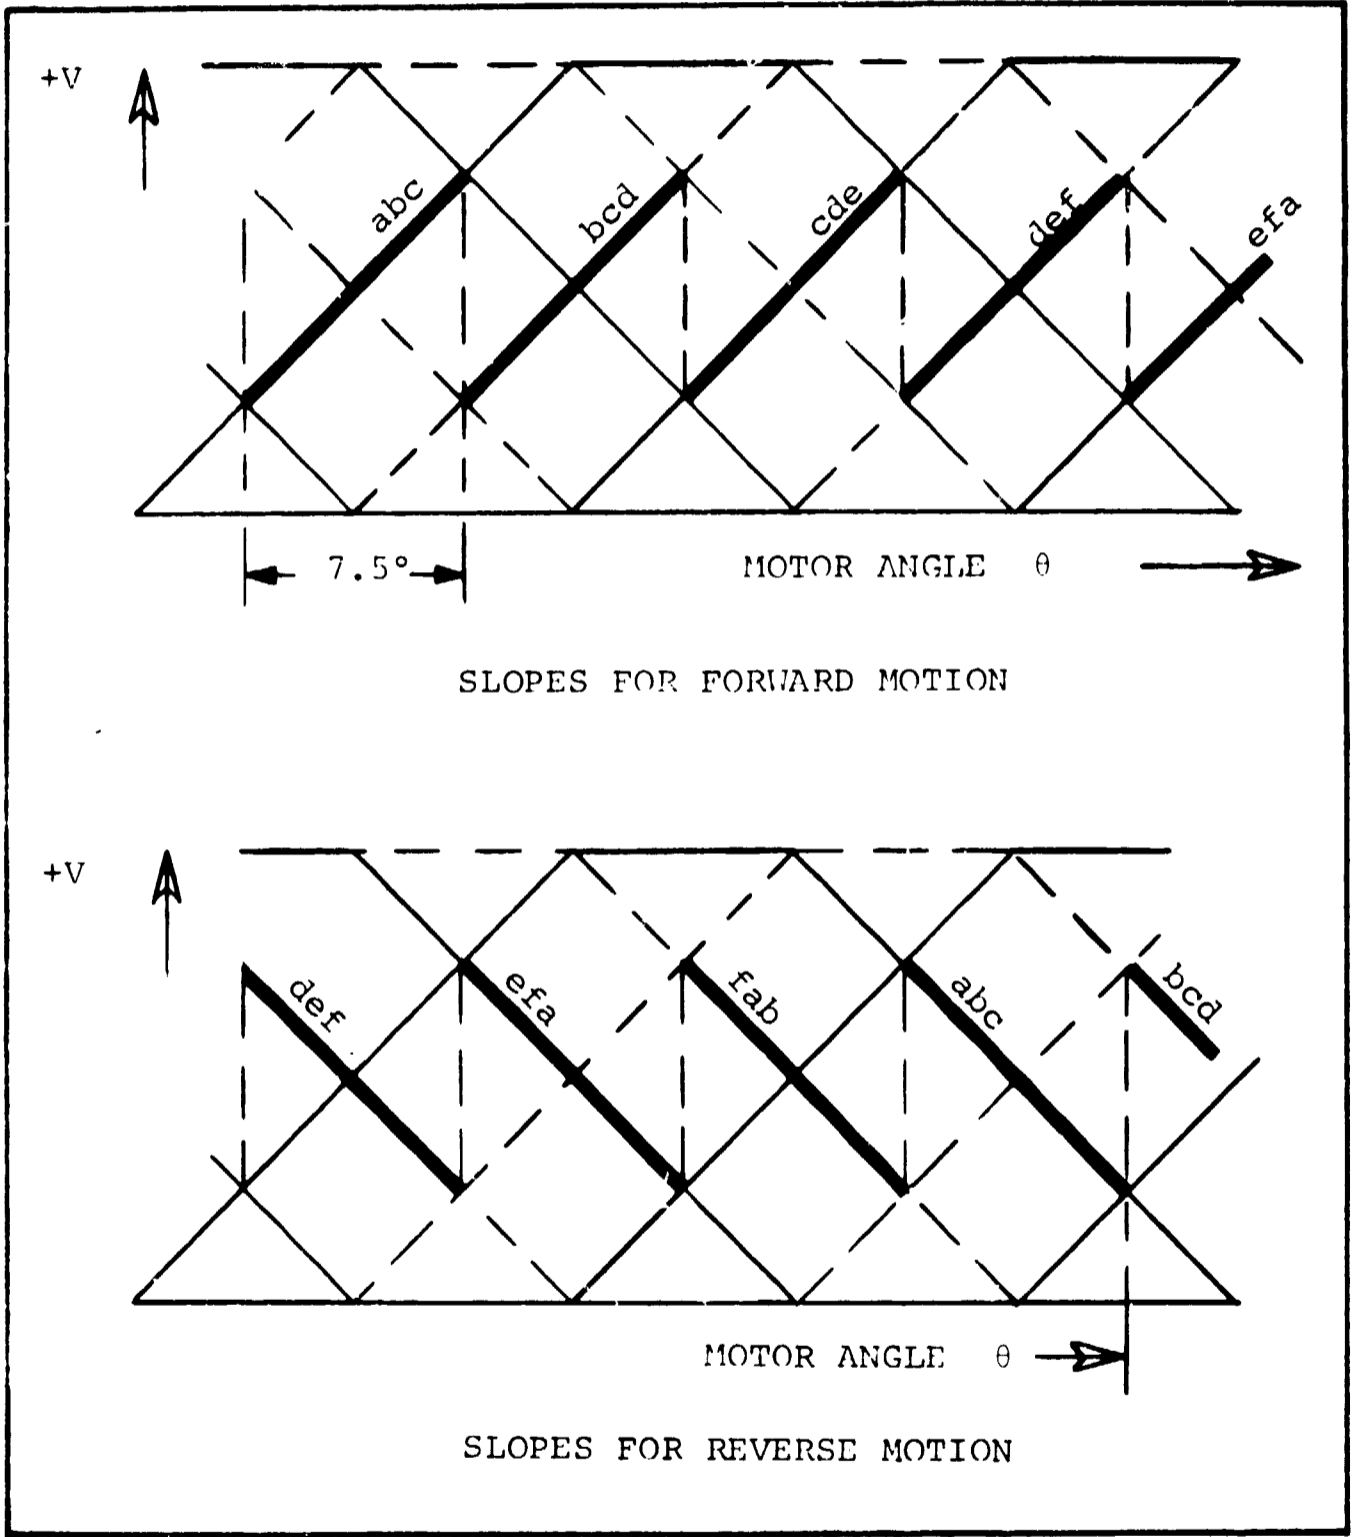 +V
abc
bcd
cde
def
efa
7.5°
MOTOR ANGLE θ
SLOPES FOR FORWARD MOTION
+V
def
efa
fab
abc
bcd
MOTOR ANGLE θ
SLOPES FOR REVERSE MOTION